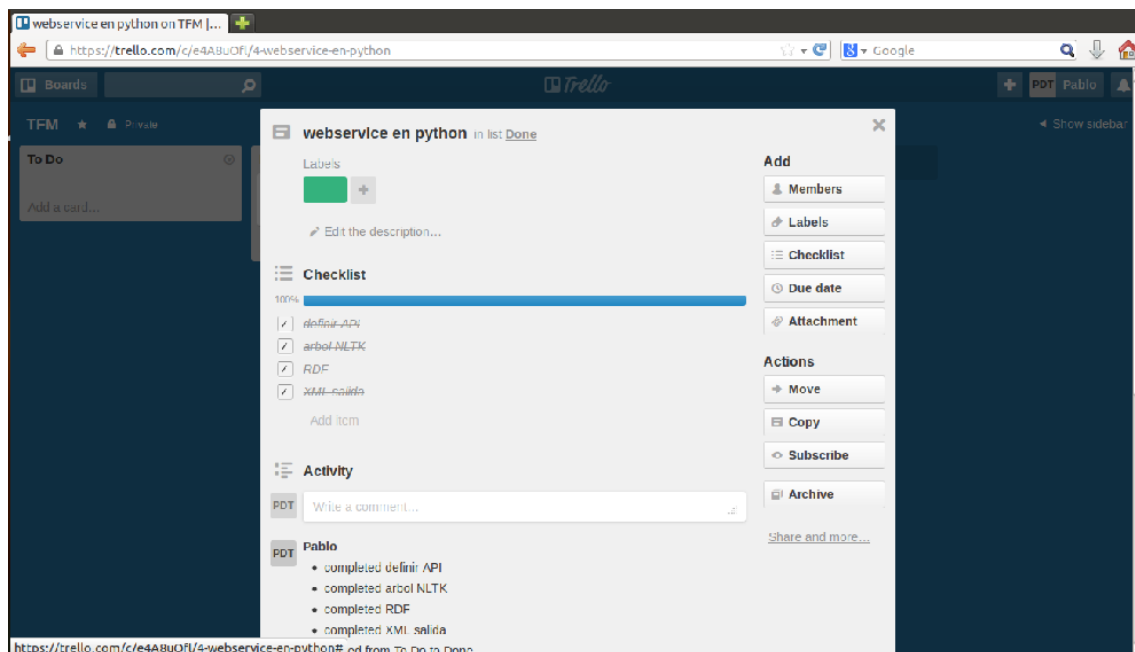 webservice en python on TFM |...
https://trello.com/c/e4A8uOfl/4-webservice-en-python
Google
Boards
Trello
PDT Pablo
TFM
Private
Show sidebar
To Do
Add a card...
webservice en python in list Done
Labels
Edit the description...
Checklist
100%
definir API
arbol NLTK
RDF
XML salida
Add item
Activity
PDT
Write a comment...
PDT
Pablo
• completed definir API
• completed arbol NLTK
• completed RDF
• completed XML salida
ed from To Do to Done
https://trello.com/c/e4A8uOfl/4-webservice-en-python#
Add
Members
Labels
Checklist
Due date
Attachment
Actions
Move
Copy
Subscribe
Archive
Share and more...